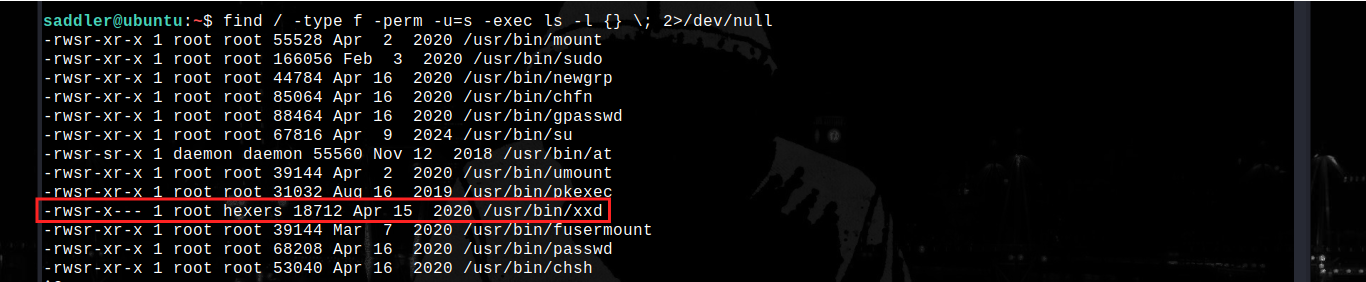 saddler@ubuntu:~$ find / -type f -perm -u=s -exec ls -l {} \; 2>/dev/null
-rwsr-xr-x 1 root root 55528 Apr  2  2020 /usr/bin/mount
-rwsr-xr-x 1 root root 166056 Feb  3  2020 /usr/bin/sudo
-rwsr-xr-x 1 root root 44784 Apr 16  2020 /usr/bin/newgrp
-rwsr-xr-x 1 root root 85064 Apr 16  2020 /usr/bin/chfn
-rwsr-xr-x 1 root root 88464 Apr 16  2020 /usr/bin/gpasswd
-rwsr-xr-x 1 root root 67816 Apr  9  2024 /usr/bin/su
-rwsr-sr-x 1 daemon daemon 55560 Nov 12  2018 /usr/bin/at
-rwsr-xr-x 1 root root 39144 Apr  2  2020 /usr/bin/umount
-rwsr-xr-x 1 root root 31032 Aug 16  2019 /usr/bin/pkexec
-rwsr-x--- 1 root hexers 18712 Apr 15  2020 /usr/bin/xxd
-rwsr-xr-x 1 root root 39144 Mar  7  2020 /usr/bin/fusermount
-rwsr-xr-x 1 root root 68208 Apr 16  2020 /usr/bin/passwd
-rwsr-xr-x 1 root root 53040 Apr 16  2020 /usr/bin/chsh